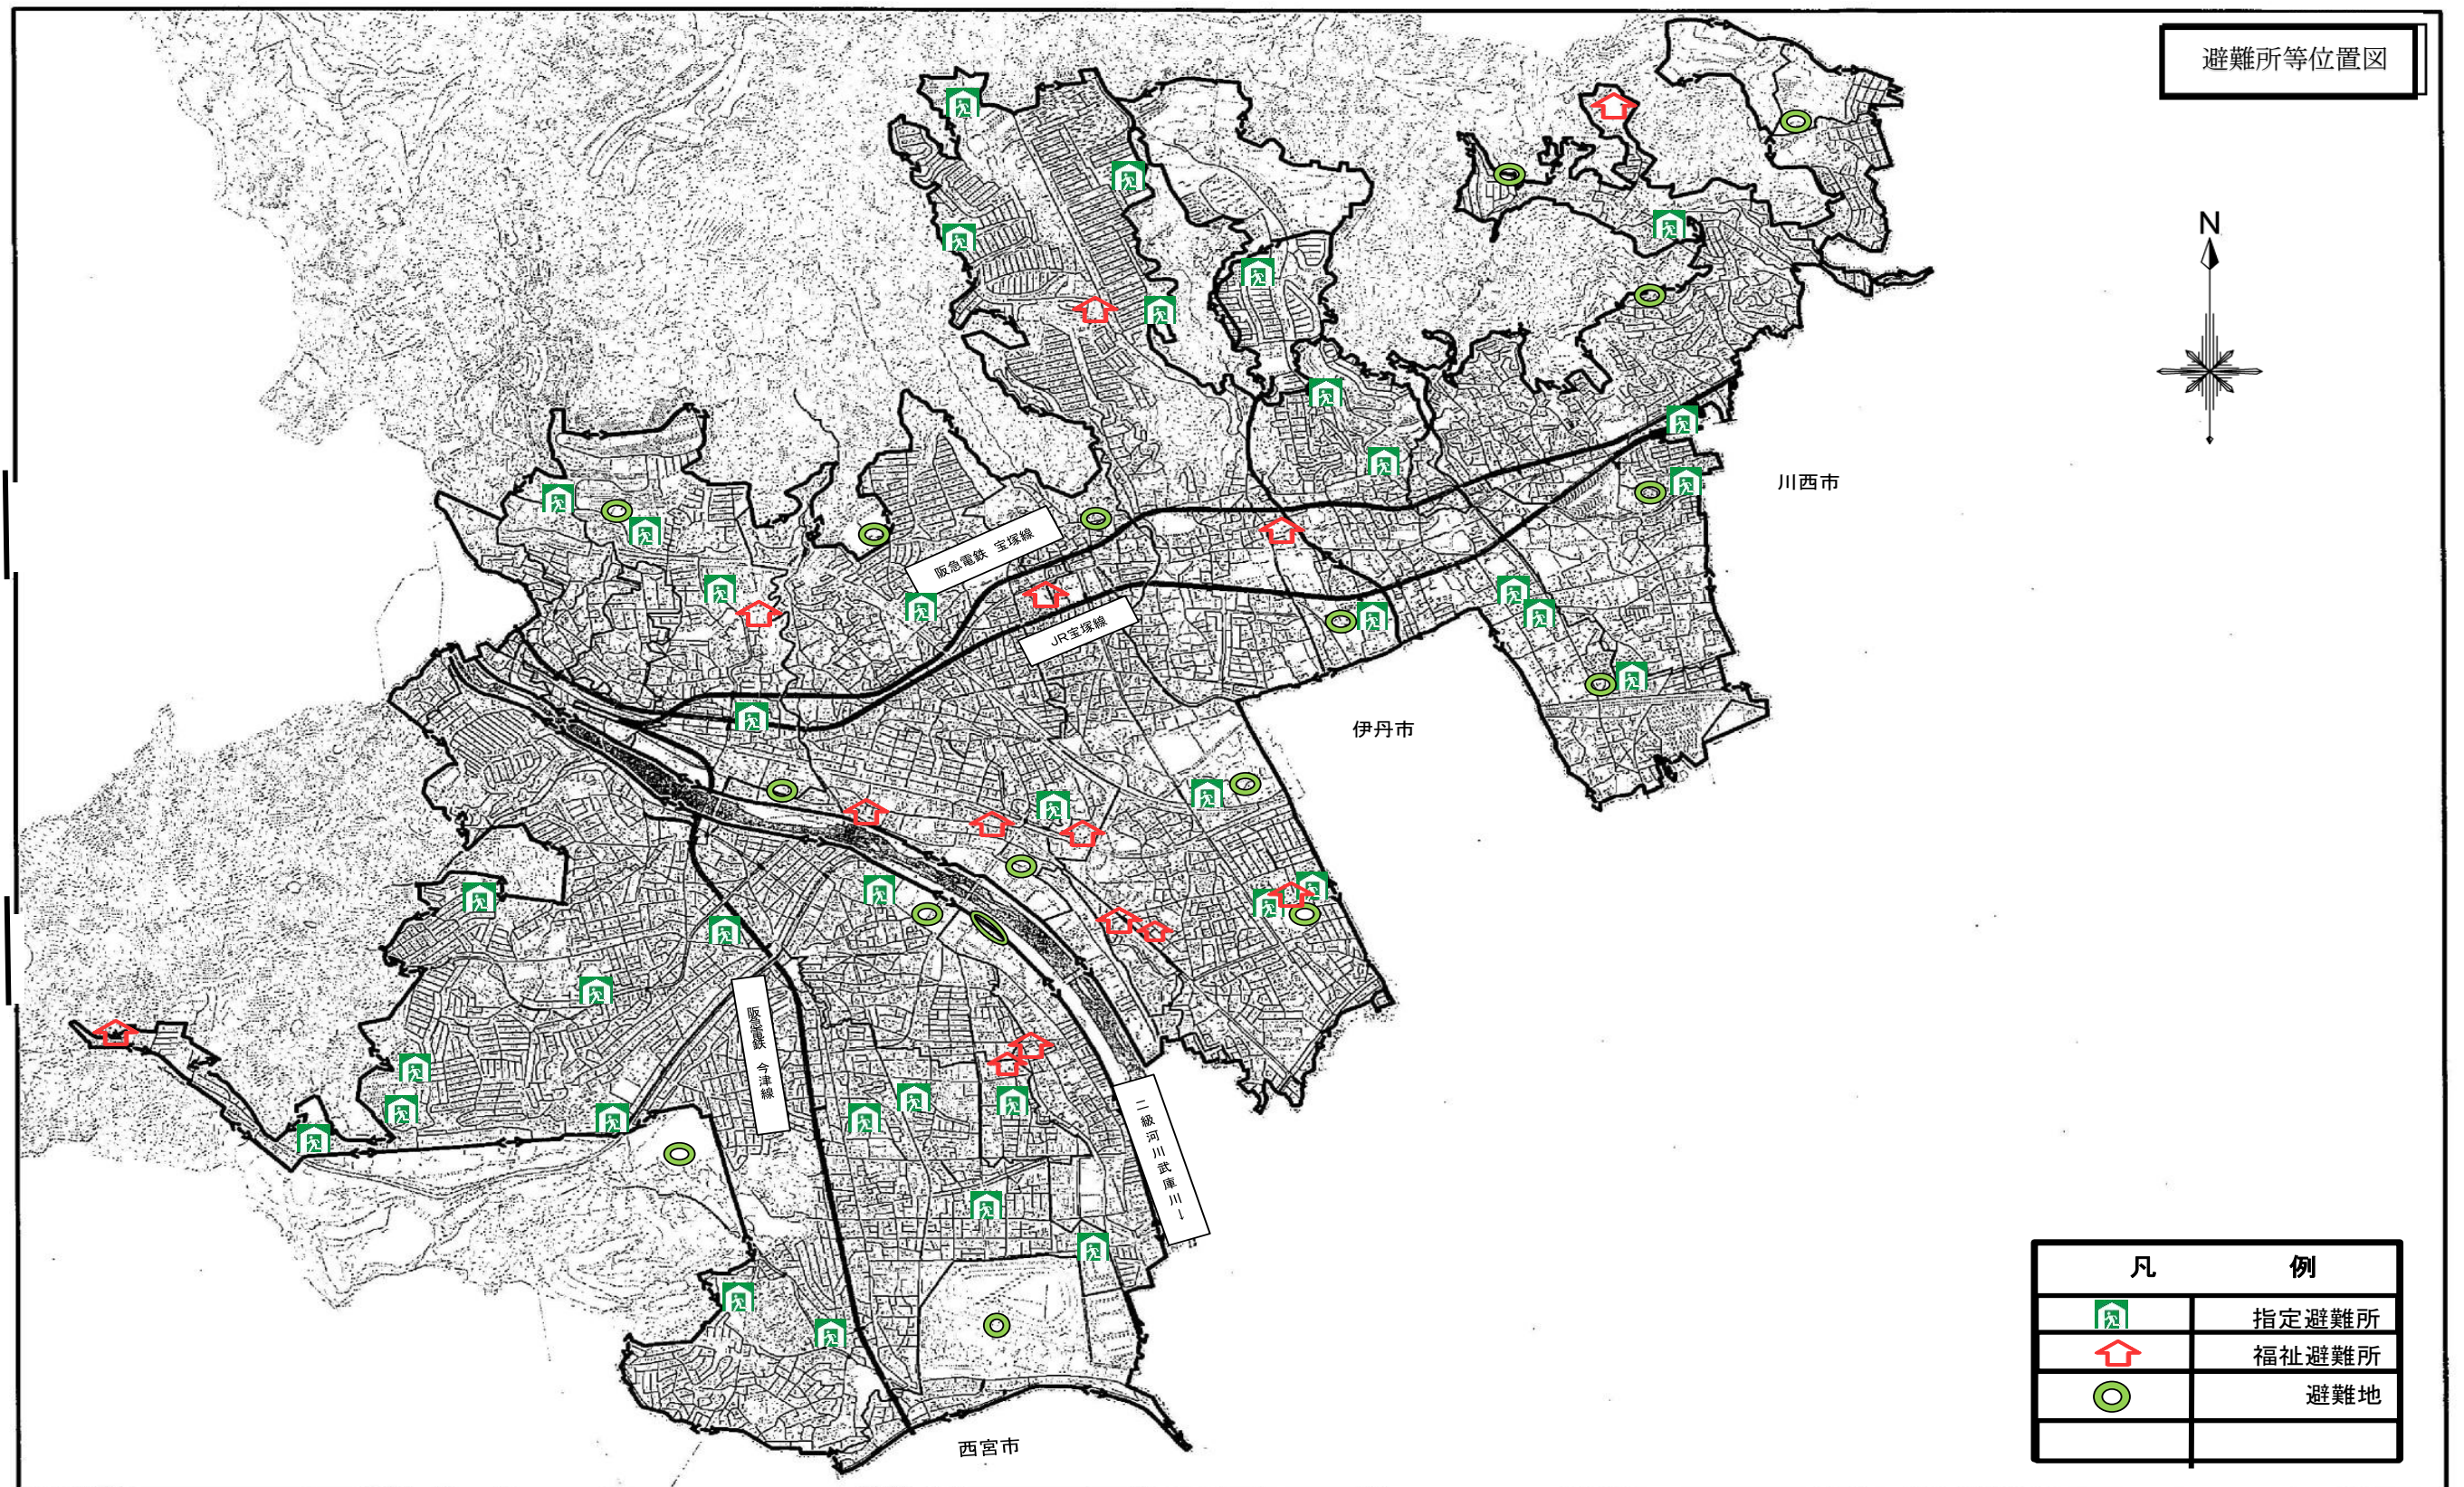 避難所等位置図
N
川西市
阪急電鉄 宝塚線
JR宝塚線
伊丹市
阪急電鉄 今津線
二級河川武庫川→
西宮市
凡 例
指定避難所
福祉避難所
避難地